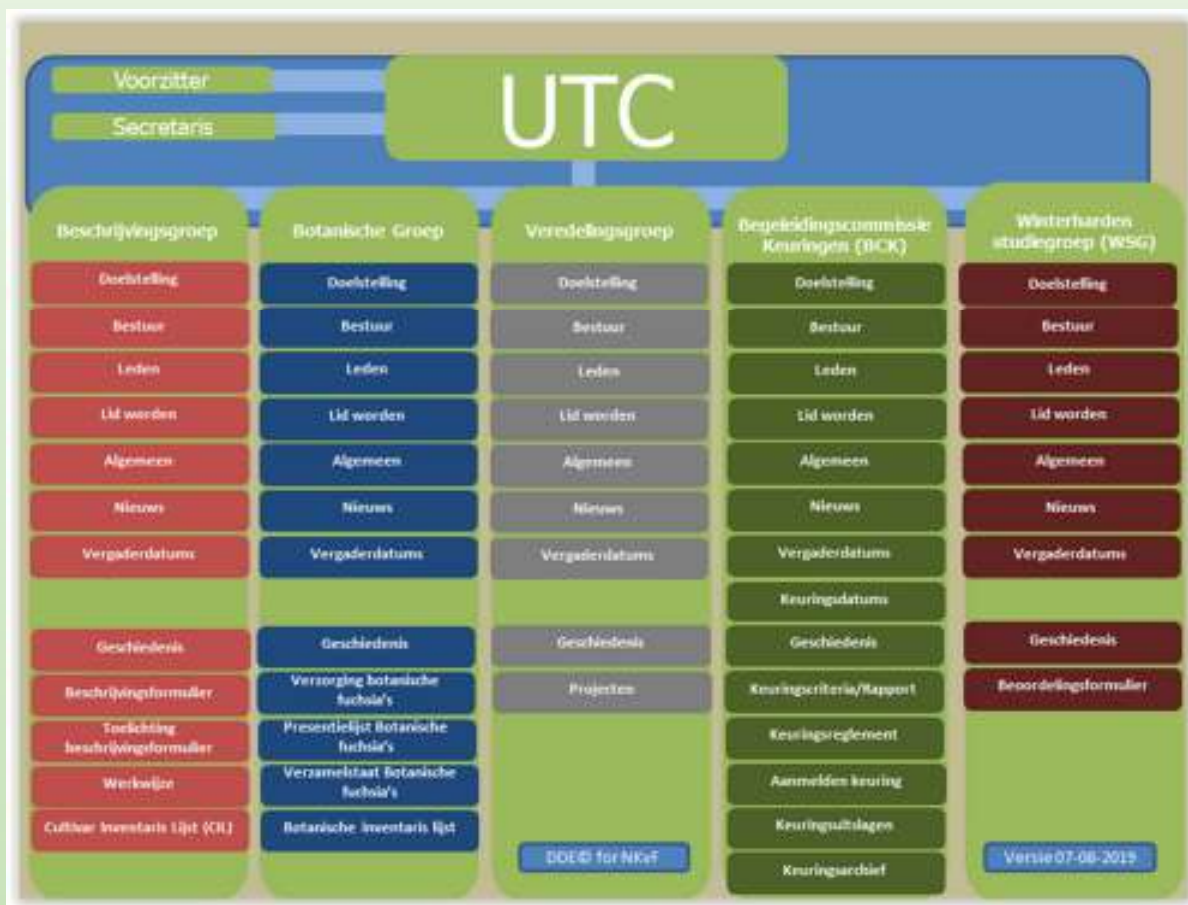 Voorzitter
Secretaris
UTC
Beschrijvingsgroep
Doelstelling
Bestuur
Leden
Lid worden
Algemeen
Nieuws
Vergaderdatums
Geschiedenis
Beschrijvingsformulier
Toelichting
beschrijvingsformulier
Werkwijze
Cultivar Inventaris Lijst (CIL)
Botanische Groep
Doelstelling
Bestuur
Leden
Lid worden
Algemeen
Nieuws
Vergaderdatums
Geschiedenis
Verzorging botanische
fuchsia's
Presentielijst Botanische
fuchsia's
Verzamelstaat Botanische
fuchsia's
Botanische inventaris lijst
Veredelingsgroep
Doelstelling
Bestuur
Leden
Lid worden
Algemeen
Nieuws
Vergaderdatums
Geschiedenis
Projecten
DDE© for NKvF
Begeleidingscommissie
Keuringen (BCK)
Doelstelling
Bestuur
Leden
Lid worden
Algemeen
Nieuws
Vergaderdatums
Keuringsdatums
Geschiedenis
Keuringscriteria/Rapport
Keuringsreglement
Aanmelden keuring
Keuringsuitslagen
Keuringsarchief
Winterharden
studiegroep (WSG)
Doelstelling
Bestuur
Leden
Lid worden
Algemeen
Nieuws
Vergaderdatums
Geschiedenis
Beoordelingsformulier
Versie 07-08-2019